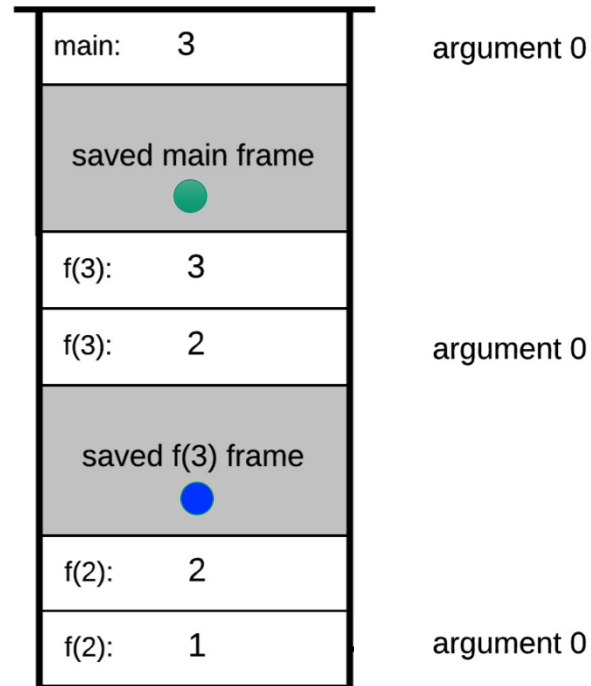 main: 3 argument 0
saved main frame
f(3): 3
f(3): 2 argument 0
saved f(3) frame
f(2): 2
f(2): 1 argument 0